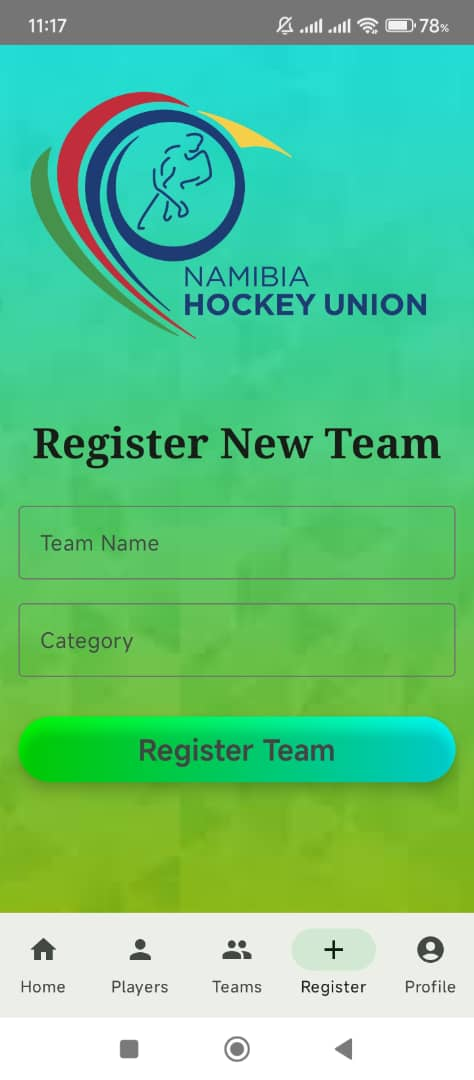 11:17
78%
NAMIBIA
HOCKEY UNION
Register New Team
Team Name
Category
Register Team
Home Players Teams Register Profile